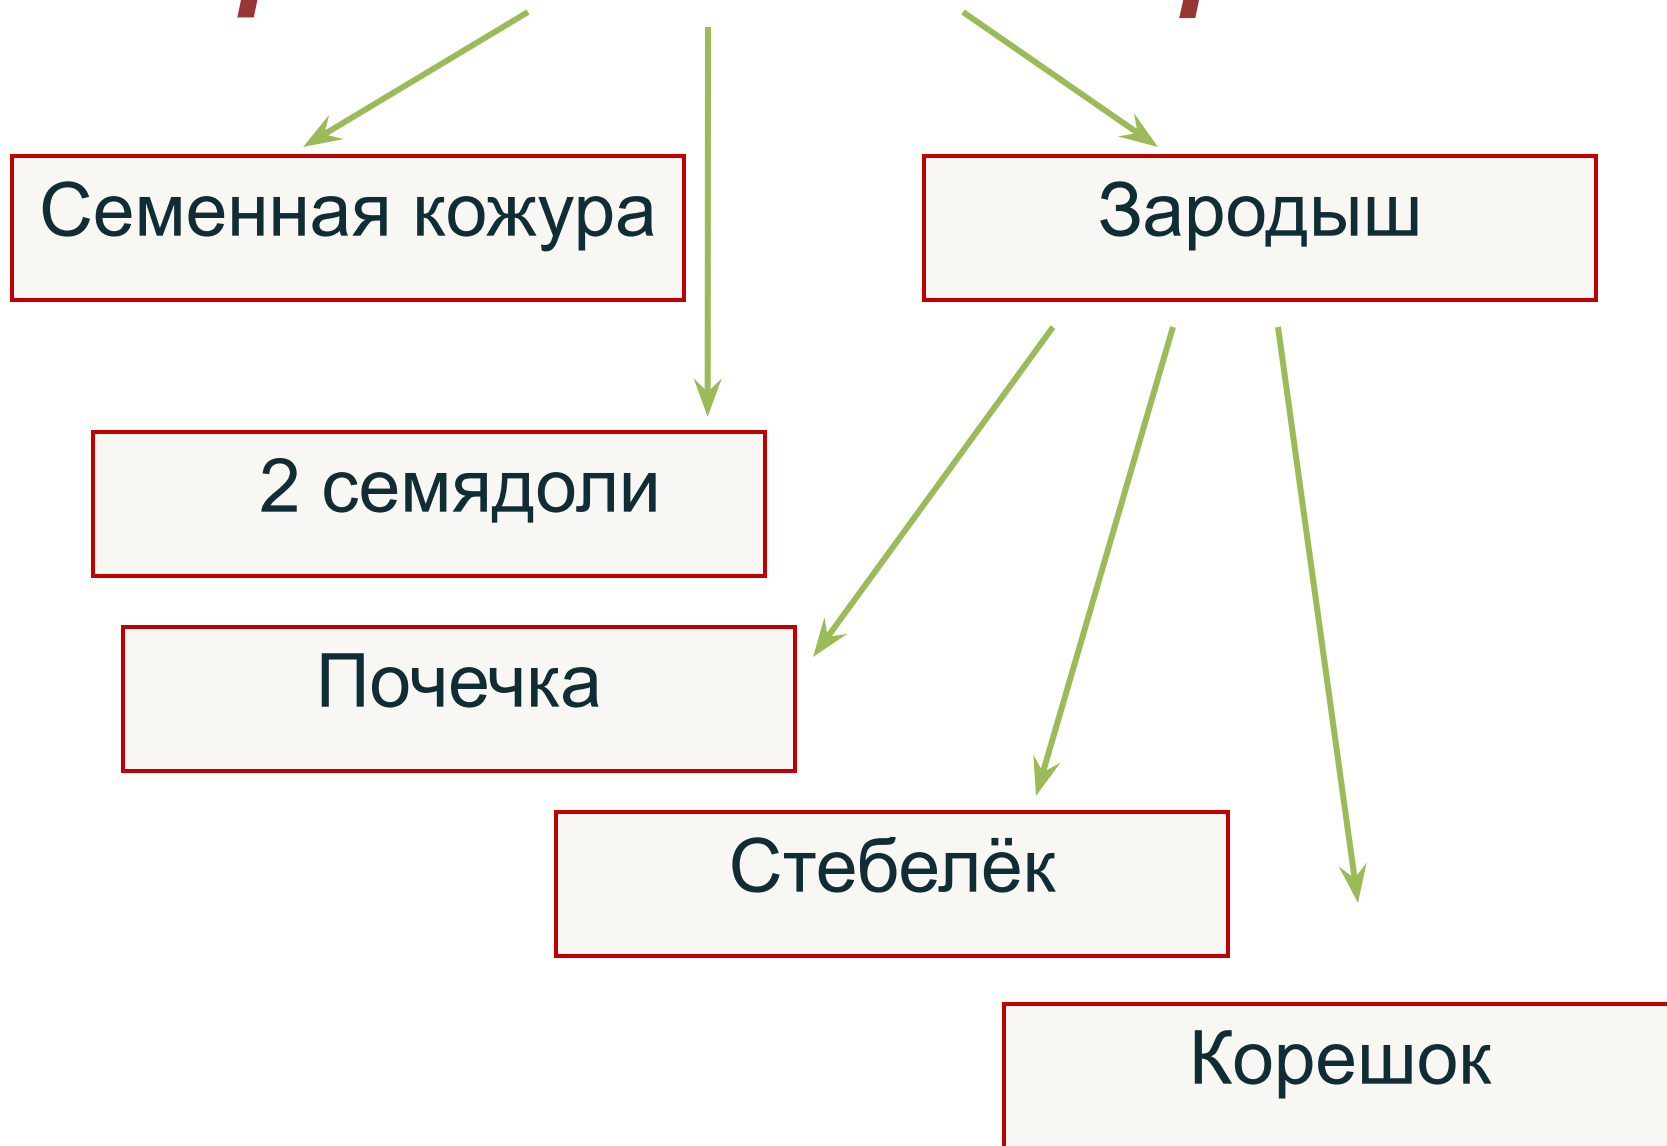 Семенная кожура
Зародыш
2 семядоли
Почечка
Стебелёк
Корешок